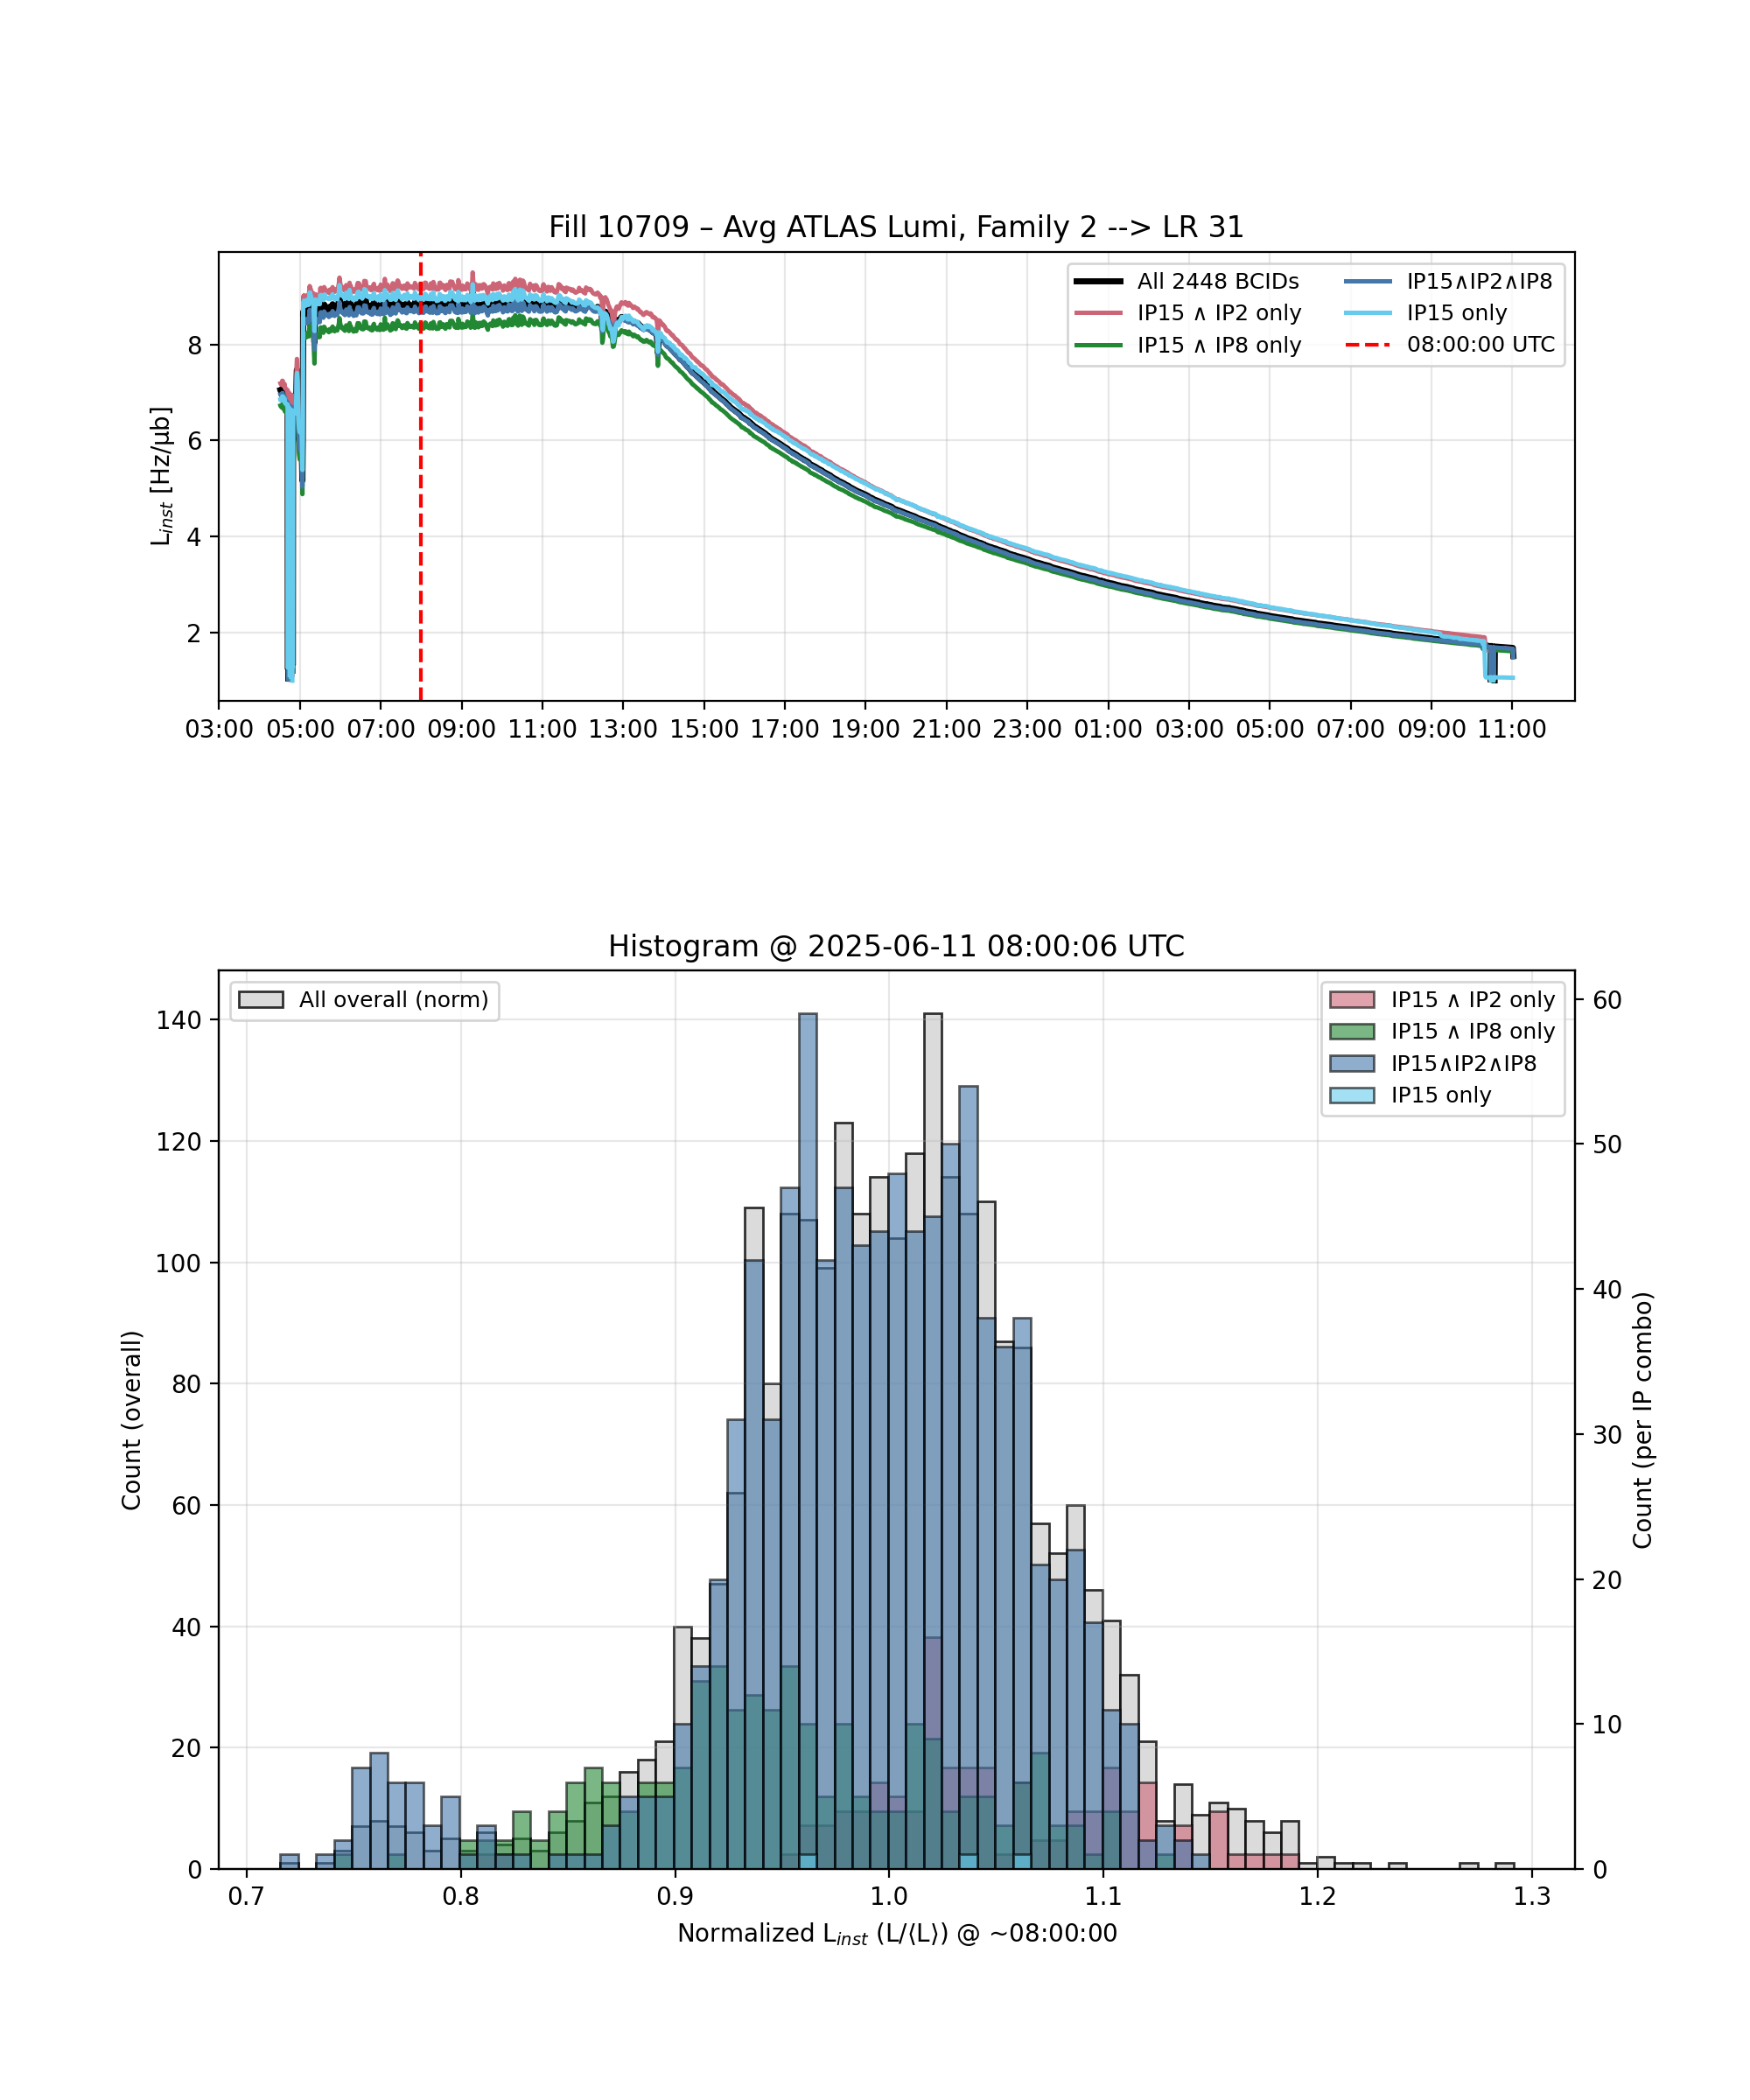 Fill 10709 – Avg ATLAS Lumi, Family 2 --> LR 31
L_inst [Hz/µb]
8
6
4
2
All 2448 BCIDs
IP15 ∧ IP2 only
IP15 ∧ IP8 only
IP15∧IP2∧IP8
IP15 only
08:00:00 UTC
03:00 05:00 07:00 09:00 11:00 13:00 15:00 17:00 19:00 21:00 23:00 01:00 03:00 05:00 07:00 09:00 11:00
Histogram @ 2025-06-11 08:00:06 UTC
Count (overall)
140
120
100
80
60
40
20
0
All overall (norm)
IP15 ∧ IP2 only
IP15 ∧ IP8 only
IP15∧IP2∧IP8
IP15 only
60
50
40
30
20
10
0
Count (per IP combo)
0.7 0.8 0.9 1.0 1.1 1.2 1.3
Normalized L_inst (L/⟨L⟩) @ ~08:00:00